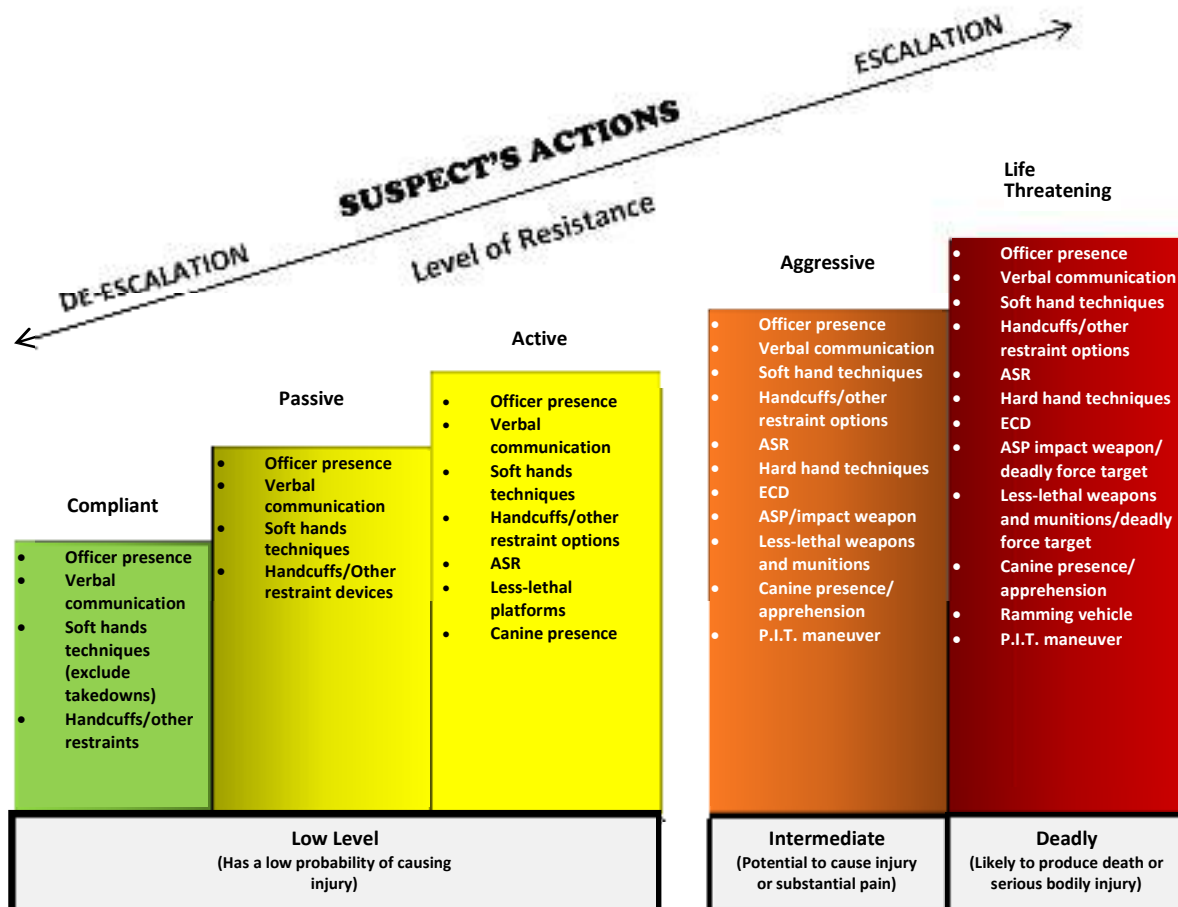 ESCALATION
SUSPECT'S ACTIONS
Level of Resistance
DE-ESCALATION
Compliant
• Officer presence
• Verbal
communication
• Soft hands
techniques
(exclude
takedowns)
• Handcuffs/other
restraints
Passive
• Officer presence
• Verbal
communication
• Soft hands
techniques
• Handcuffs/Other
restraint devices
Active
• Officer presence
• Verbal
communication
• Soft hands
techniques
• Handcuffs/other
restraint options
• ASR
• Less-lethal
platforms
• Canine presence
Aggressive
• Officer presence
• Verbal communication
• Soft hand techniques
• Handcuffs/other
restraint options
• ASR
• Hard hand techniques
• ECD
• ASP/impact weapon
• Less-lethal weapons
and munitions
• Canine presence/
apprehension
• P.I.T. maneuver
Life
Threatening
• Officer presence
• Verbal communication
• Soft hand techniques
• Handcuffs/other
restraint options
• ASR
• Hard hand techniques
• ECD
• ASP impact weapon/
deadly force target
• Less-lethal weapons
and munitions/deadly
force target
• Canine presence/
apprehension
• Ramming vehicle
• P.I.T. maneuver
Low Level
(Has a low probability of causing
injury)
Intermediate
(Potential to cause injury
or substantial pain)
Deadly
(Likely to produce death or
serious bodily injury)